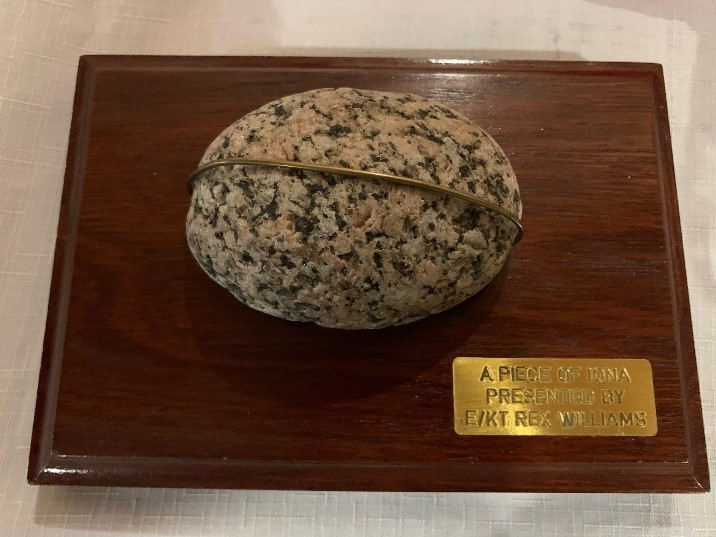 A PIECE OF IONA
PRESENTED BY
E/KT REX WILLIAMS